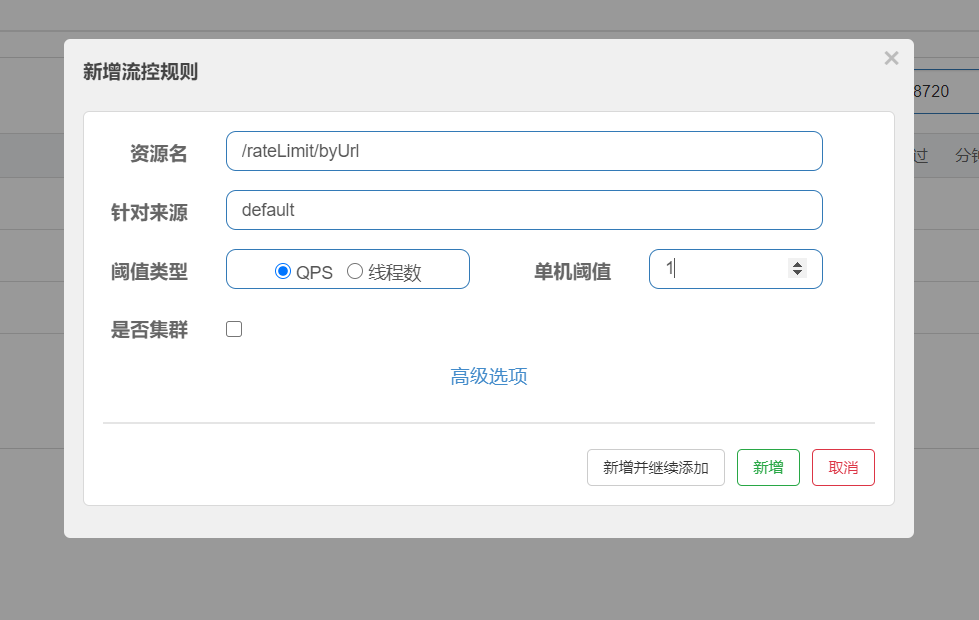 新增流控规则 ×
8720
过 分钟
资源名 /rateLimit/byUrl
针对来源 default
阈值类型 QPS 线程数 单机阈值 1
是否集群
高级选项
新增并继续添加 新增 取消